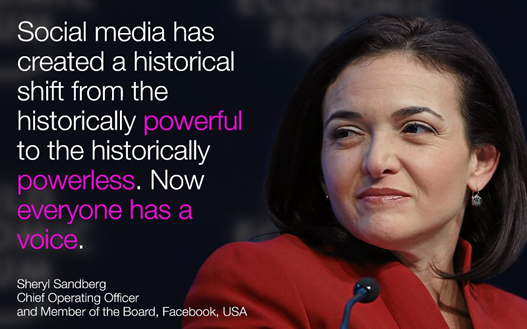 Social media has
created a historical
shift from the
historically powerful
to the historically
powerless. Now
everyone has a
voice.
Sheryl Sandberg
Chief Operating Officer
and Member of the Board, Facebook, USA